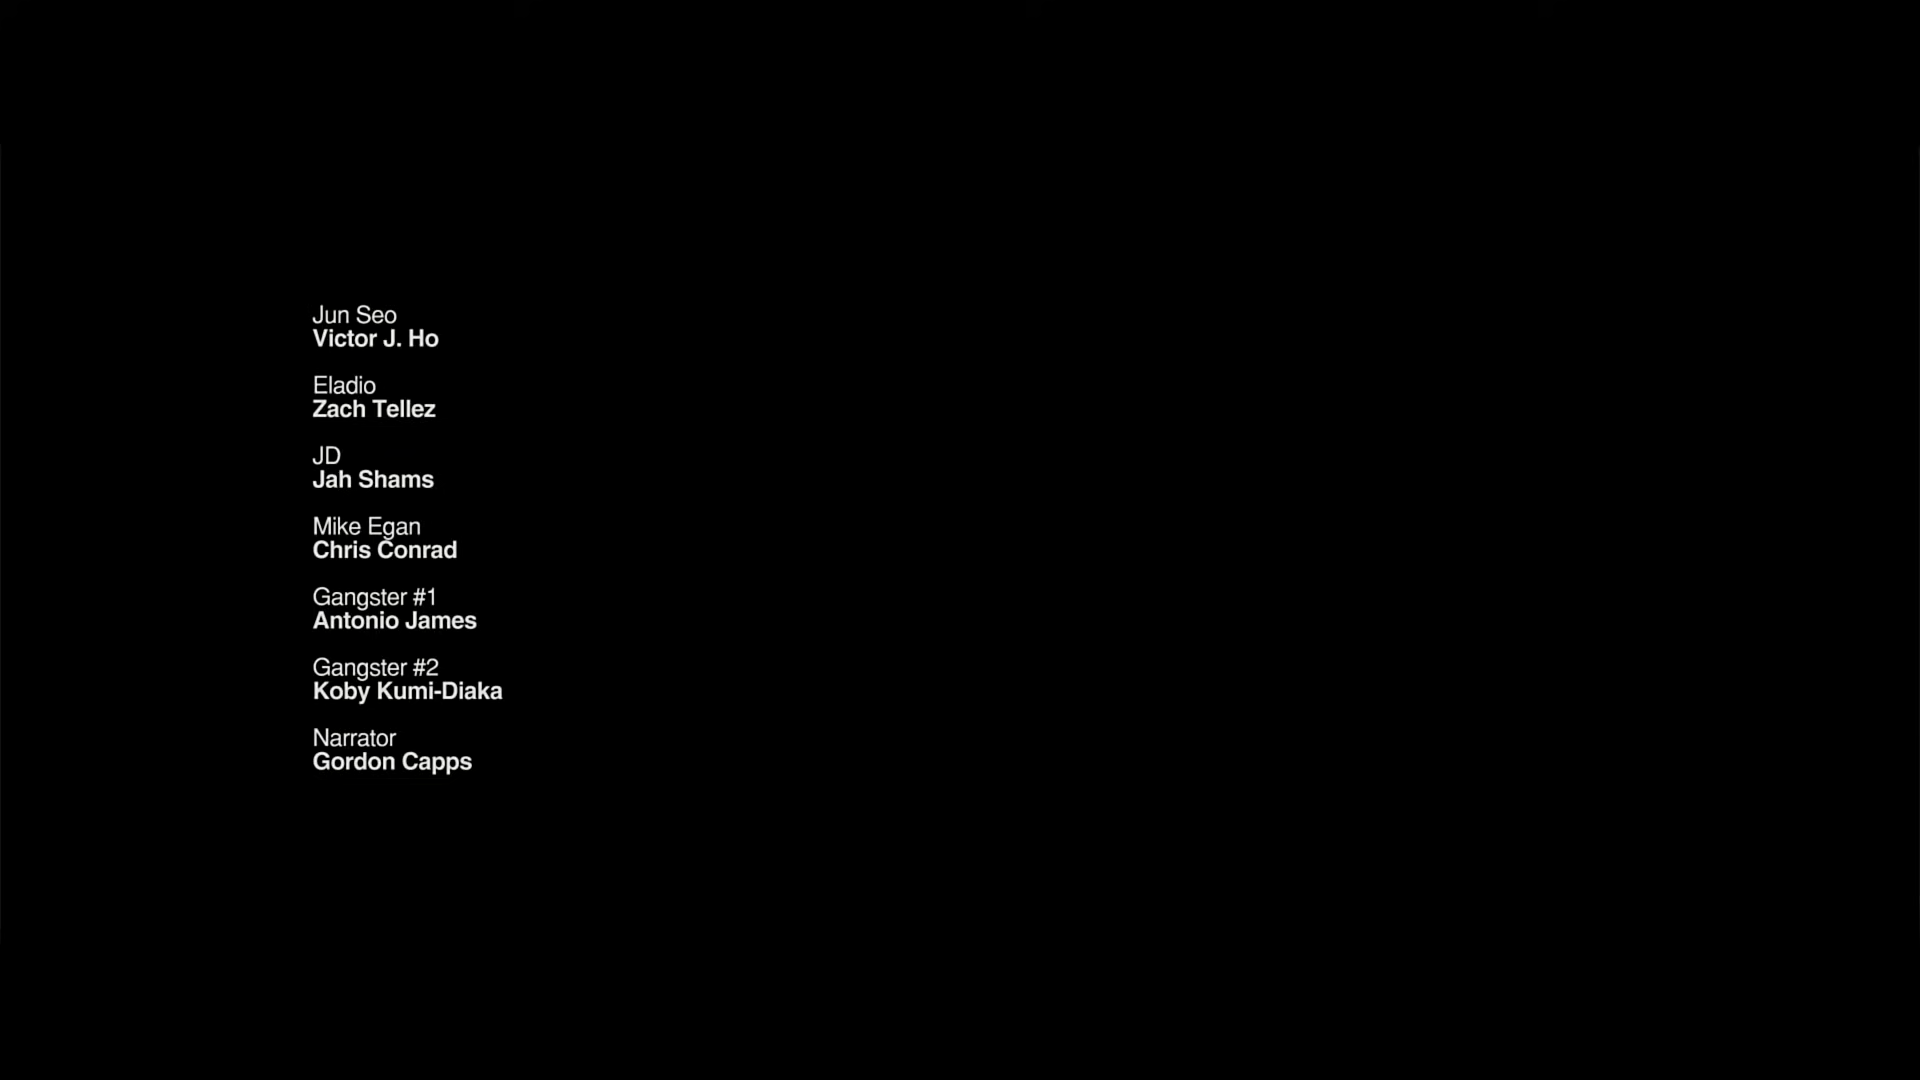 Jun Seo
Victor J. Ho
Eladio
Zach Tellez
JD
Jah Shams
Mike Egan
Chris Conrad
Gangster #1
Antonio James
Gangster #2
Koby Kumi-Diaka
Narrator
Gordon Capps